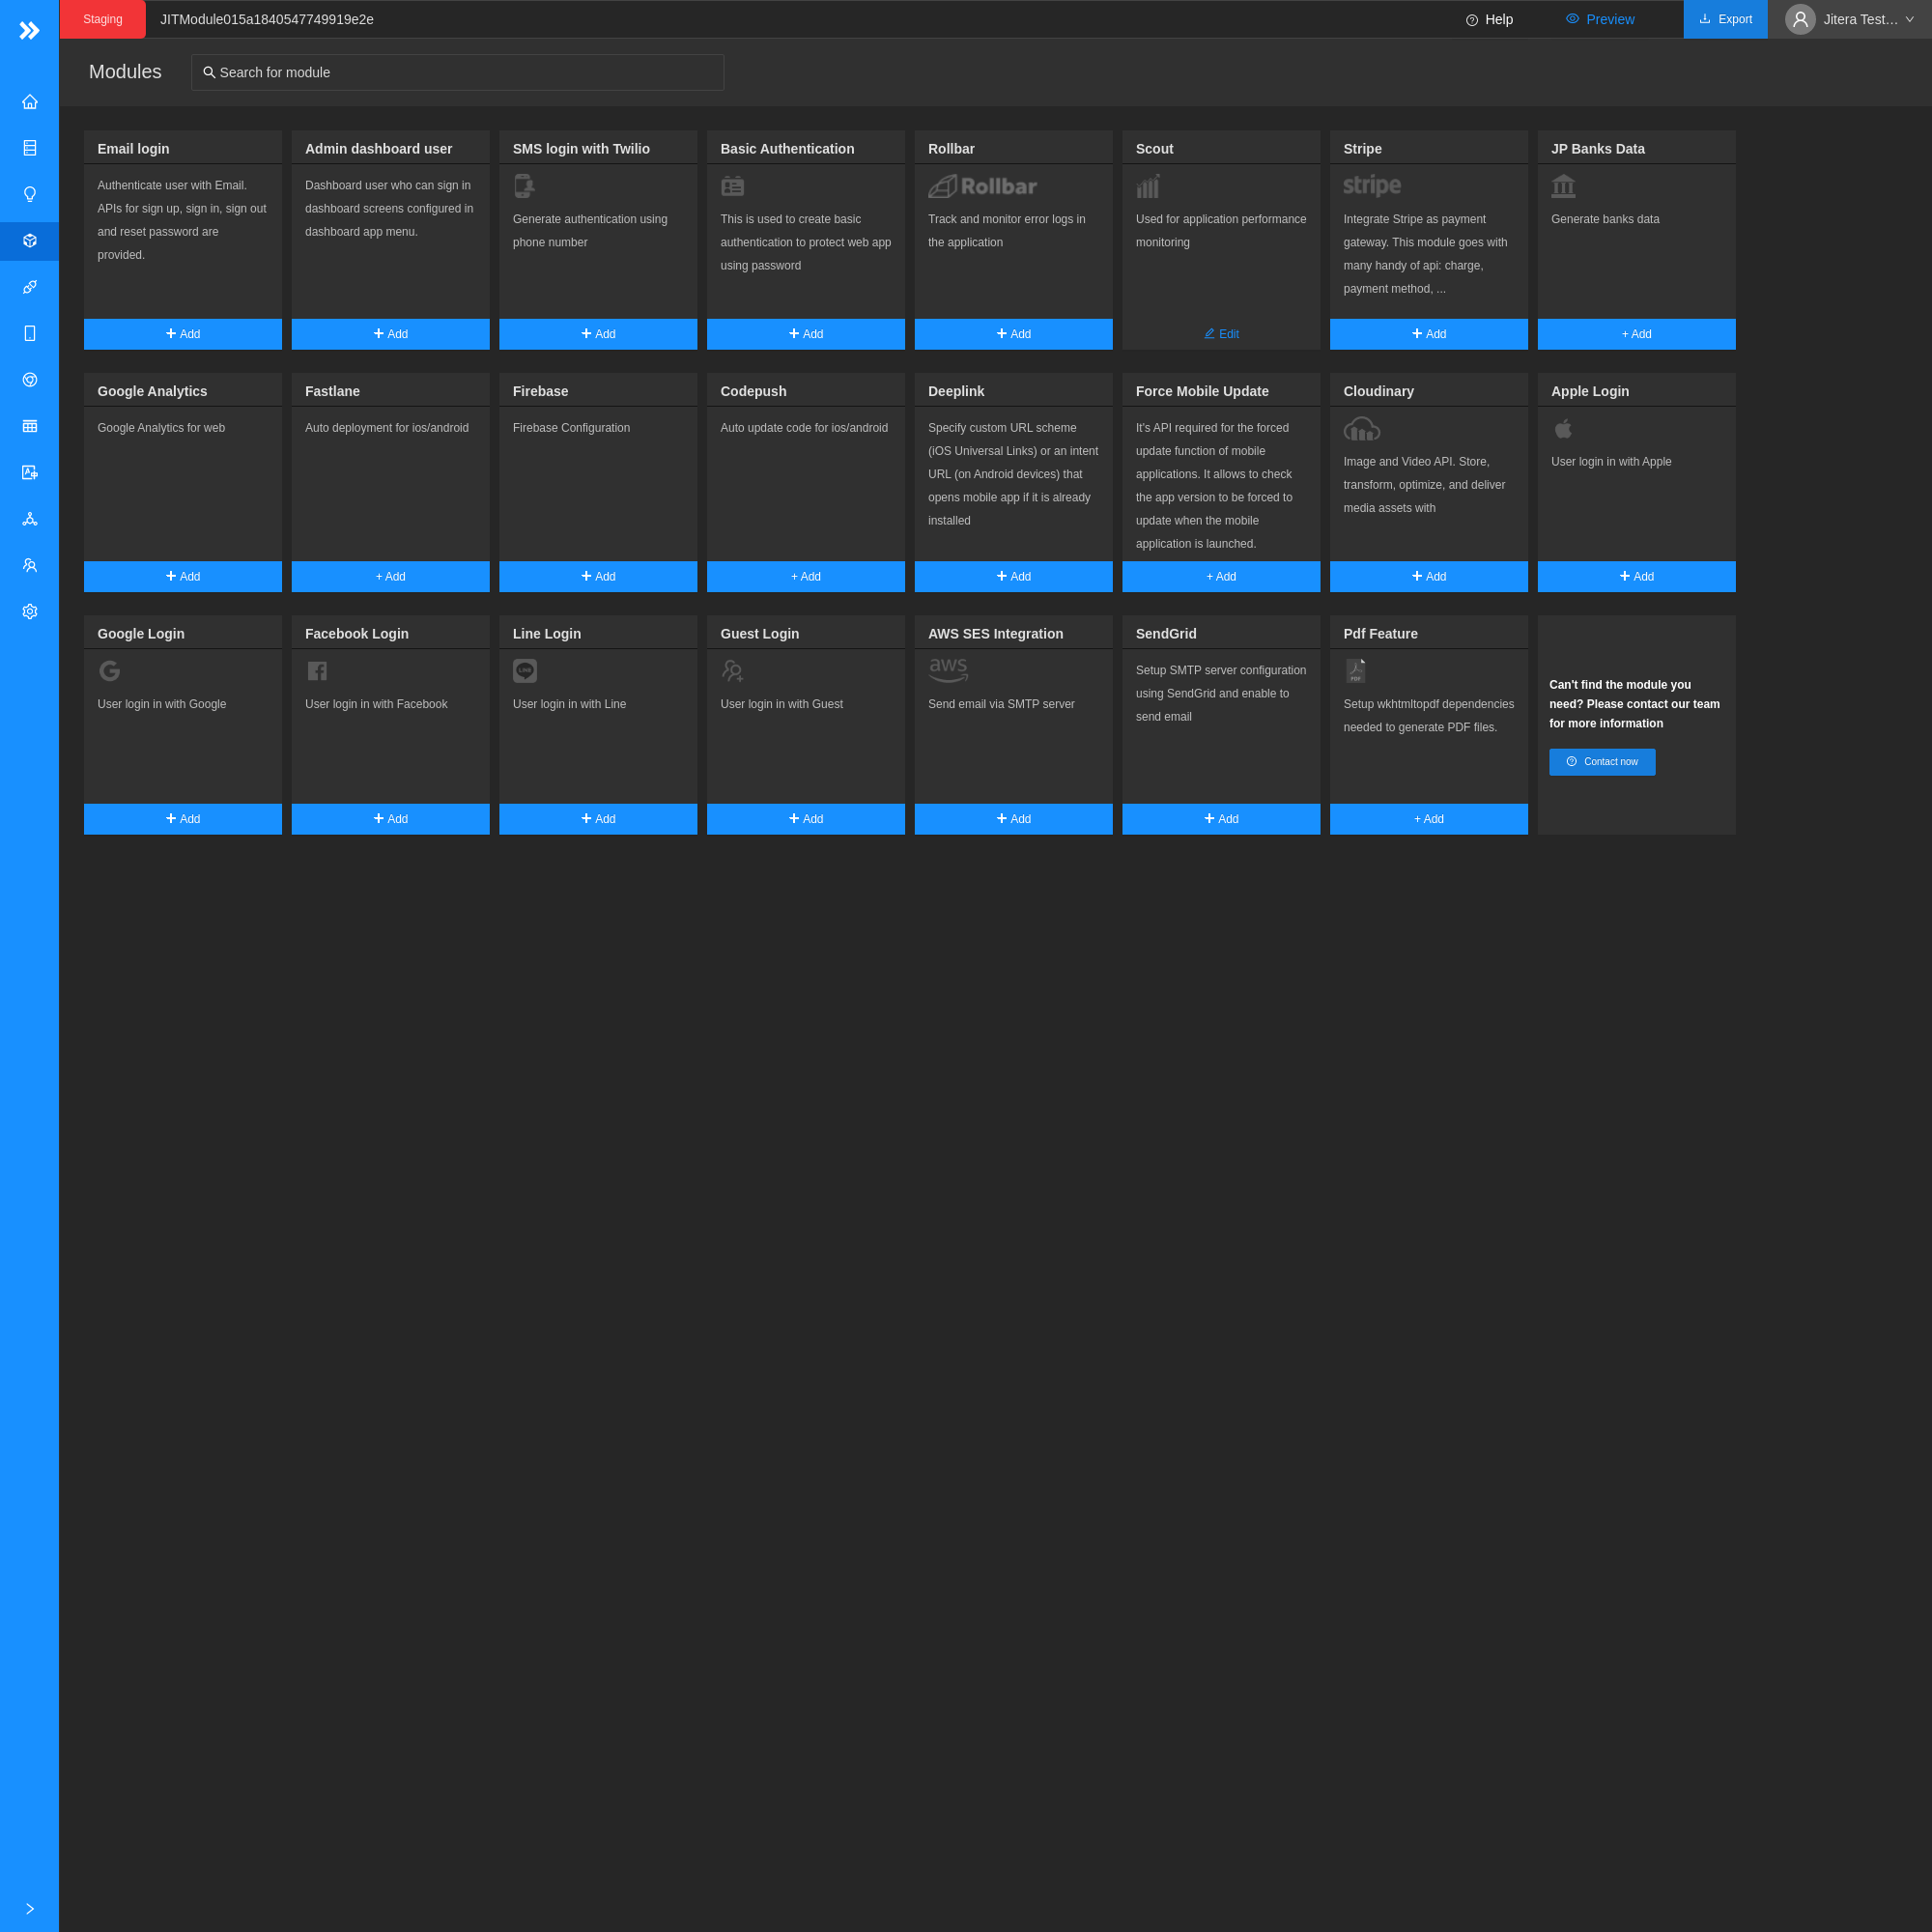 Staging
JITModule015a1840547749919e2e
Help
Preview
Export
Jitera Test…
Modules
Search for module
Email login
Authenticate user with Email.
APIs for sign up, sign in, sign out
and reset password are
provided.
Add
Admin dashboard user
Dashboard user who can sign in
dashboard screens configured in
dashboard app menu.
Add
SMS login with Twilio
Generate authentication using
phone number
Add
Basic Authentication
This is used to create basic
authentication to protect web app
using password
Add
Rollbar
Rollbar
Track and monitor error logs in
the application
Add
Scout
Used for application performance
monitoring
Edit
Stripe
stripe
Integrate Stripe as payment
gateway. This module goes with
many handy of api: charge,
payment method, ...
Add
JP Banks Data
Generate banks data
+ Add
Google Analytics
Google Analytics for web
Add
Fastlane
Auto deployment for ios/android
+ Add
Firebase
Firebase Configuration
Add
Codepush
Auto update code for ios/android
+ Add
Deeplink
Specify custom URL scheme
(iOS Universal Links) or an intent
URL (on Android devices) that
opens mobile app if it is already
installed
Add
Force Mobile Update
It's API required for the forced
update function of mobile
applications. It allows to check
the app version to be forced to
update when the mobile
application is launched.
+ Add
Cloudinary
Image and Video API. Store,
transform, optimize, and deliver
media assets with
Add
Apple Login
User login in with Apple
Add
Google Login
User login in with Google
Add
Facebook Login
User login in with Facebook
Add
Line Login
LINE
User login in with Line
Add
Guest Login
User login in with Guest
Add
AWS SES Integration
aws
Send email via SMTP server
Add
SendGrid
Setup SMTP server configuration
using SendGrid and enable to
send email
Add
Pdf Feature
PDF
Setup wkhtmltopdf dependencies
needed to generate PDF files.
+ Add
Can't find the module you
need? Please contact our team
for more information
Contact now